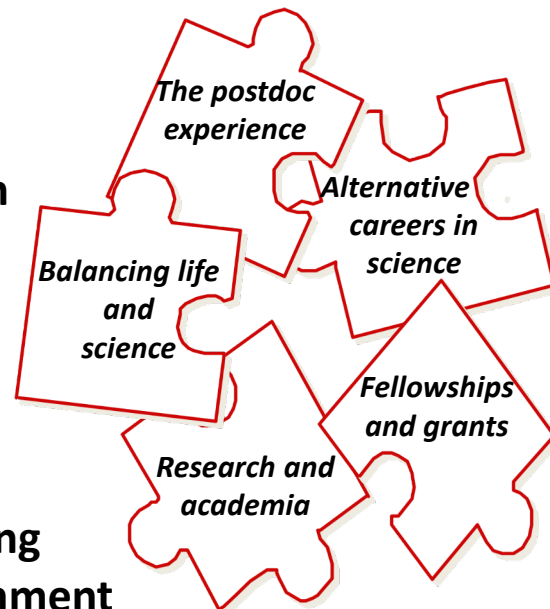 The postdoc
experience
Alternative
careers in
science
Balancing life
and
science
Fellowships
and grants
Research and
academia